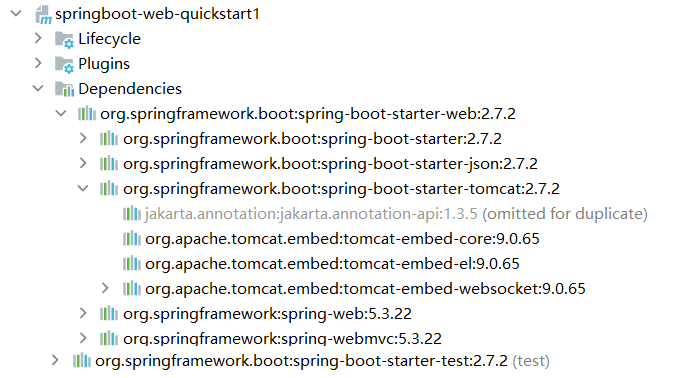 springboot-web-quickstart1
Lifecycle
Plugins
Dependencies
org.springframework.boot:spring-boot-starter-web:2.7.2
org.springframework.boot:spring-boot-starter:2.7.2
org.springframework.boot:spring-boot-starter-json:2.7.2
org.springframework.boot:spring-boot-starter-tomcat:2.7.2
jakarta.annotation:jakarta.annotation-api:1.3.5 (omitted for duplicate)
org.apache.tomcat.embed:tomcat-embed-core:9.0.65
org.apache.tomcat.embed:tomcat-embed-el:9.0.65
org.apache.tomcat.embed:tomcat-embed-websocket:9.0.65
org.springframework:spring-web:5.3.22
org.springframework:spring-webmvc:5.3.22
org.springframework.boot:spring-boot-starter-test:2.7.2 (test)